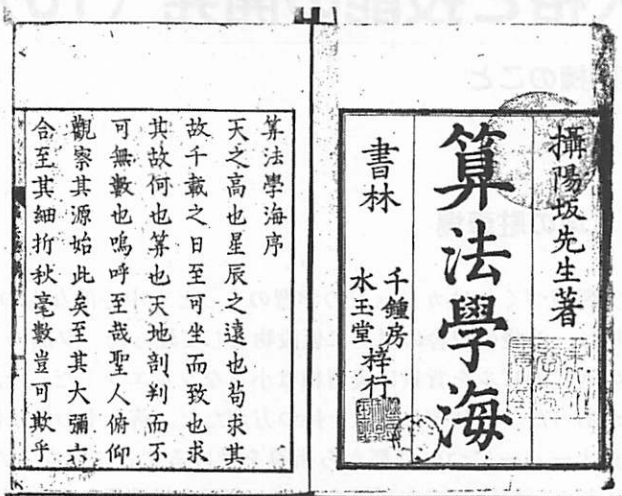 攝陽坂先生著
算法學海
書林
千鐘房
水玉堂
梓行
算法學海序
天之高也星辰之遠也苟求其
故千載之日至可坐而致也求
其故何也算也天地剖判而不
可無數也嗚呼至哉聖人俯仰
觀察其源始此矣至其大彌六
合至其細折秋毫數豈可欺乎